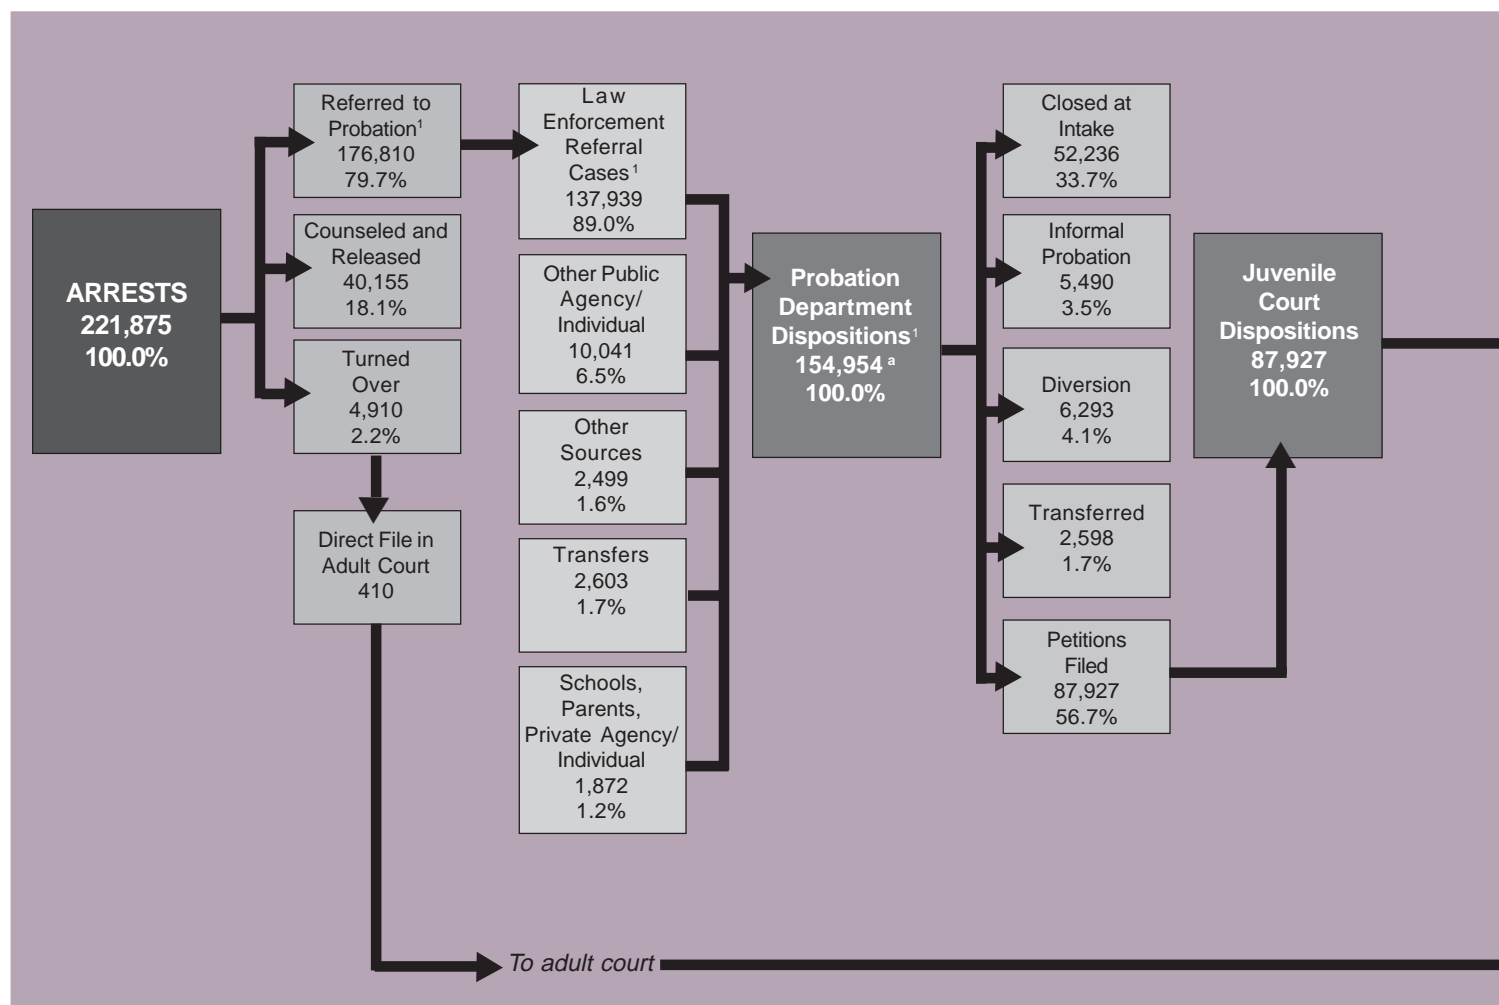 ARRESTS
221,875
100.0%
Referred to
Probation¹
176,810
79.7%
Counseled and
Released
40,155
18.1%
Turned
Over
4,910
2.2%
Direct File in
Adult Court
410
Law
Enforcement
Referral
Cases¹
137,939
89.0%
Other Public
Agency/
Individual
10,041
6.5%
Other
Sources
2,499
1.6%
Transfers
2,603
1.7%
Schools,
Parents,
Private Agency/
Individual
1,872
1.2%
Probation
Department
Dispositions¹
154,954 ª
100.0%
Closed at
Intake
52,236
33.7%
Informal
Probation
5,490
3.5%
Diversion
6,293
4.1%
Transferred
2,598
1.7%
Petitions
Filed
87,927
56.7%
Juvenile
Court
Dispositions
87,927
100.0%
To adult court